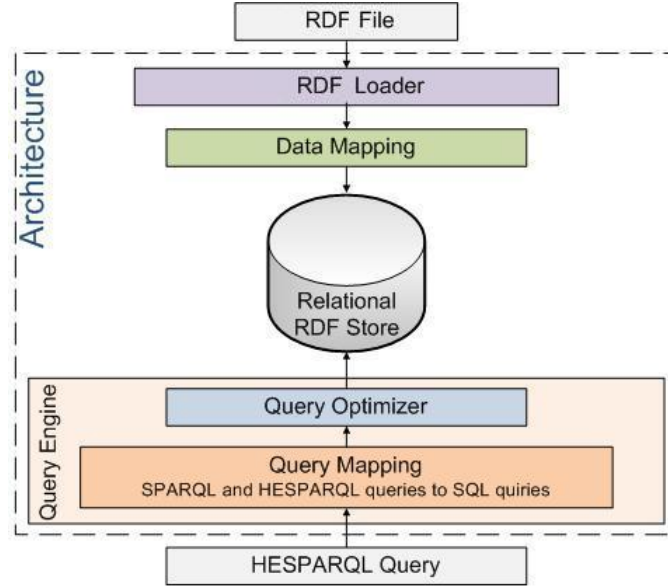 RDF File
Architecture
RDF Loader
Data Mapping
Relational
RDF Store
Query Engine
Query Optimizer
Query Mapping
SPARQL and HESPARQL queries to SQL quiries
HESPARQL Query